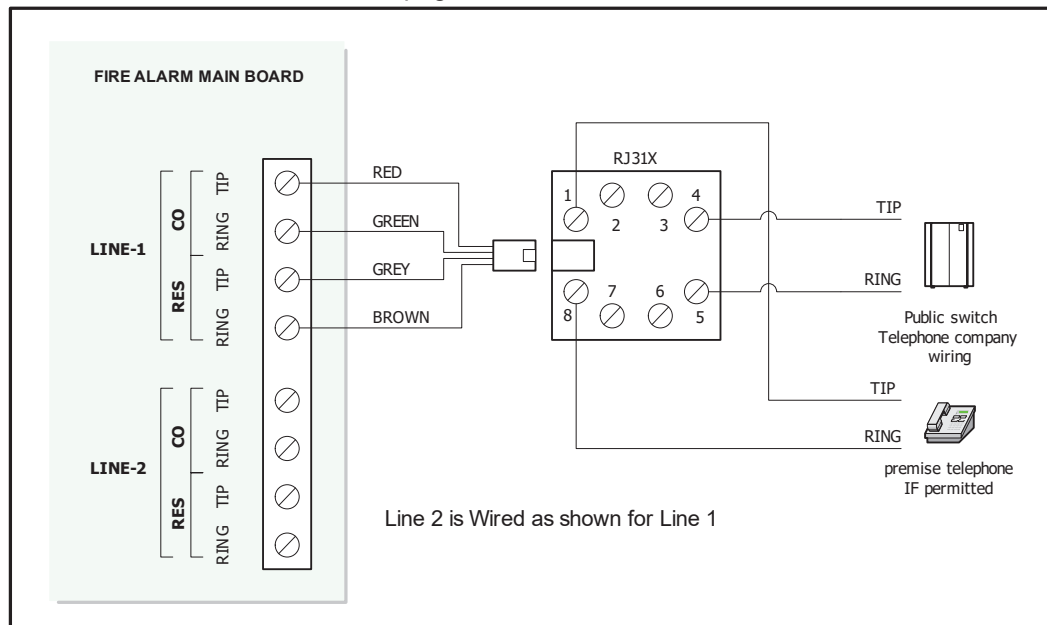 FIRE ALARM MAIN BOARD
LINE-1
CO
TIP
RING
RES
TIP
RING
RED
GREEN
GREY
BROWN
RJ31X
1
2
3
4
8
7
6
5
TIP
RING
Public switch
Telephone company
wiring
TIP
RING
premise telephone
IF permitted
LINE-2
CO
TIP
RING
RES
TIP
RING
Line 2 is Wired as shown for Line 1